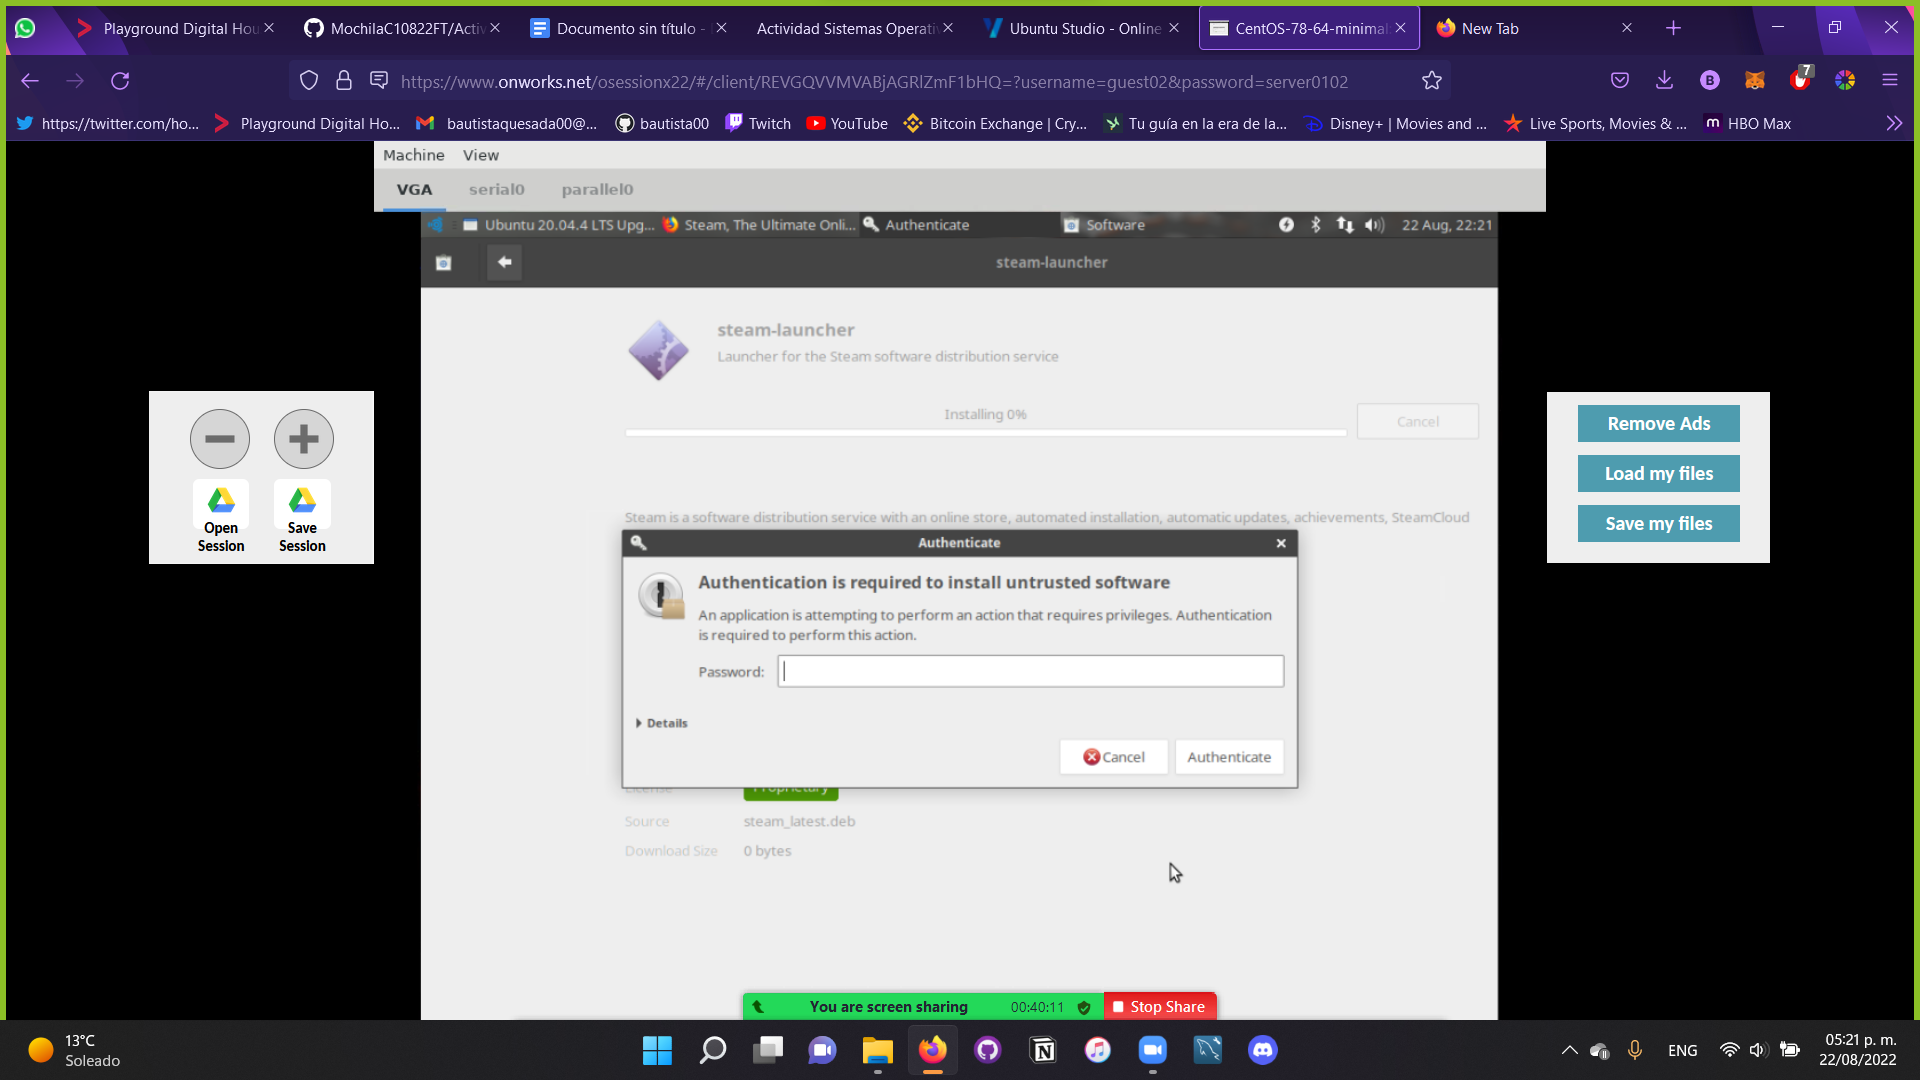 Playground Digital Hou
MochilaC10822FT/Activ
Documento sin título -
Actividad Sistemas Operativ
Ubuntu Studio - Online
CentOS-78-64-minimal
New Tab
https://www.onworks.net/osessionx22/#/client/REVGQVVMVABjAGRlZmF1bHQ=?username=guest02&password=server0102
B
7
https://twitter.com/ho...
Playground Digital Ho...
bautistaquesada00@...
bautista00
Twitch
YouTube
Bitcoin Exchange | Cry...
Tu guía en la era de la...
Disney+ | Movies and ...
Live Sports, Movies & ...
m HBO Max
Machine View
VGA serial0 parallel0
Ubuntu 20.04.4 LTS Upg...
Steam, The Ultimate Onli...
Authenticate
Software
22 Aug, 22:21
steam-launcher
steam-launcher
Launcher for the Steam software distribution service
Installing 0%
Cancel
Steam is a software distribution service with an online store, automated installation, automatic updates, achievements, SteamCloud
Authenticate
Authentication is required to install untrusted software
An application is attempting to perform an action that requires privileges. Authentication
is required to perform this action.
Password:
Details
Cancel Authenticate
License Proprietary
Source steam_latest.deb
Download Size 0 bytes
Open
Session
Save
Session
Remove Ads
Load my files
Save my files
You are screen sharing 00:40:11 Stop Share
13°C
Soleado
ENG
05:21 p. m.
22/08/2022